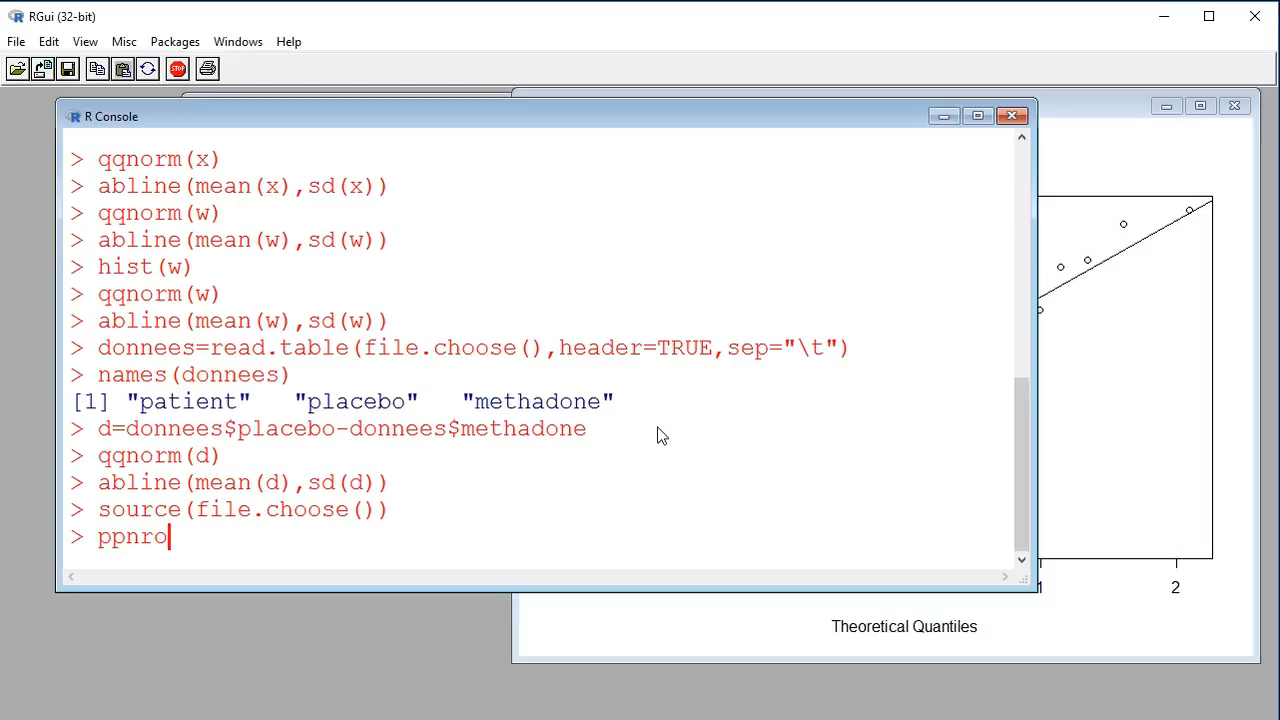 RGui (32-bit)
File Edit View Misc Packages Windows Help
STOP
R Console
> qqnorm(x)
> abline(mean(x),sd(x))
> qqnorm(w)
> abline(mean(w),sd(w))
> hist(w)
> qqnorm(w)
> abline(mean(w),sd(w))
> donnees=read.table(file.choose(),header=TRUE,sep="\t")
> names(donnees)
[1] "patient" "placebo" "methadone"
> d=donnees$placebo-donnees$methadone
> qqnorm(d)
> abline(mean(d),sd(d))
> source(file.choose())
> ppnro
1 2
Theoretical Quantiles